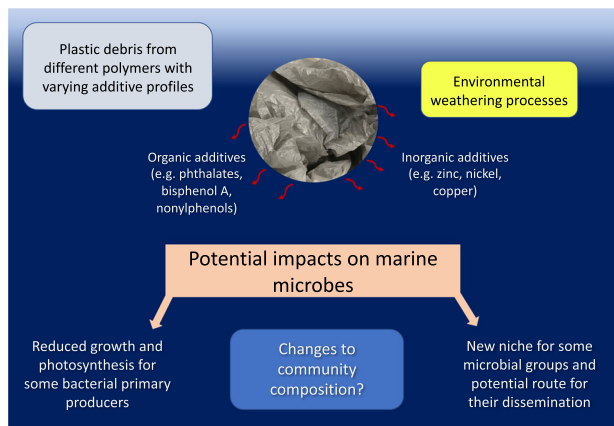 Plastic debris from
different polymers with
varying additive profiles
Environmental
weathering processes
Organic additives
(e.g. phthalates,
bisphenol A,
nonylphenols)
Inorganic additives
(e.g. zinc, nickel,
copper)
Potential impacts on marine
microbes
Reduced growth and
photosynthesis for
some bacterial primary
producers
Changes to
community
composition?
New niche for some
microbial groups and
potential route for
their dissemination